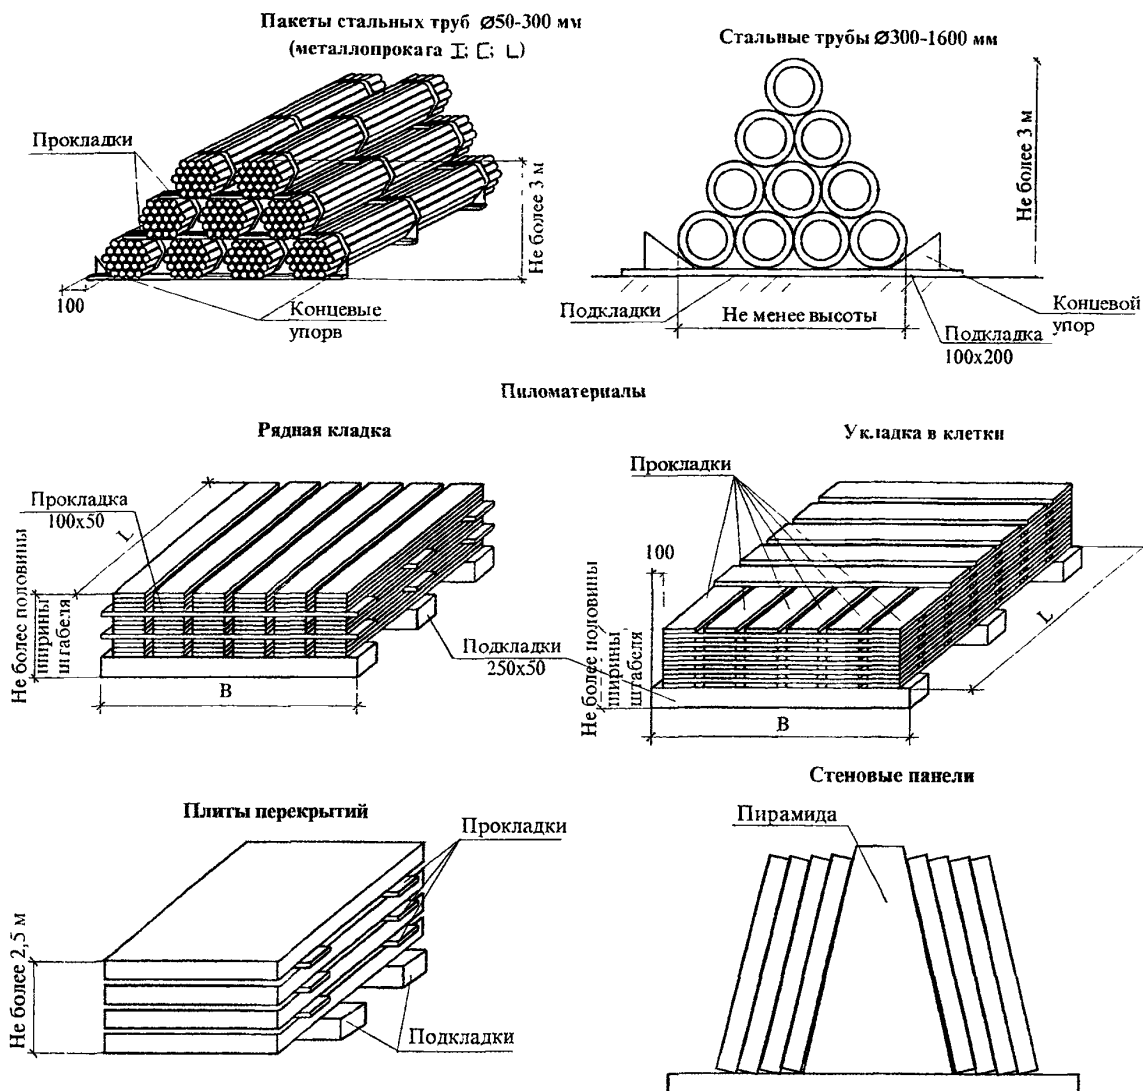 Пакеты стальных труб Ø50-300 мм
(металлопрокага I; [; L)
Прокладки
Не более 3 м
100
Концевые
упорв
Стальные трубы Ø300-1600 мм
Не более 3 м
Подкладки
Не менее высоты
Концевой
упор
Подкладка
100x200
Пиломатериалы
Рядная кладка
Прокладка
100x50
L
Не более половины
ширины
штабеля
B
Подкладки
250x50
Укладка в клетки
Прокладки
100
Не более половины
ширины
штабеля
B
L
Плиты перекрытий
Прокладки
Не более 2,5 м
Подкладки
Стеновые панели
Пирамида